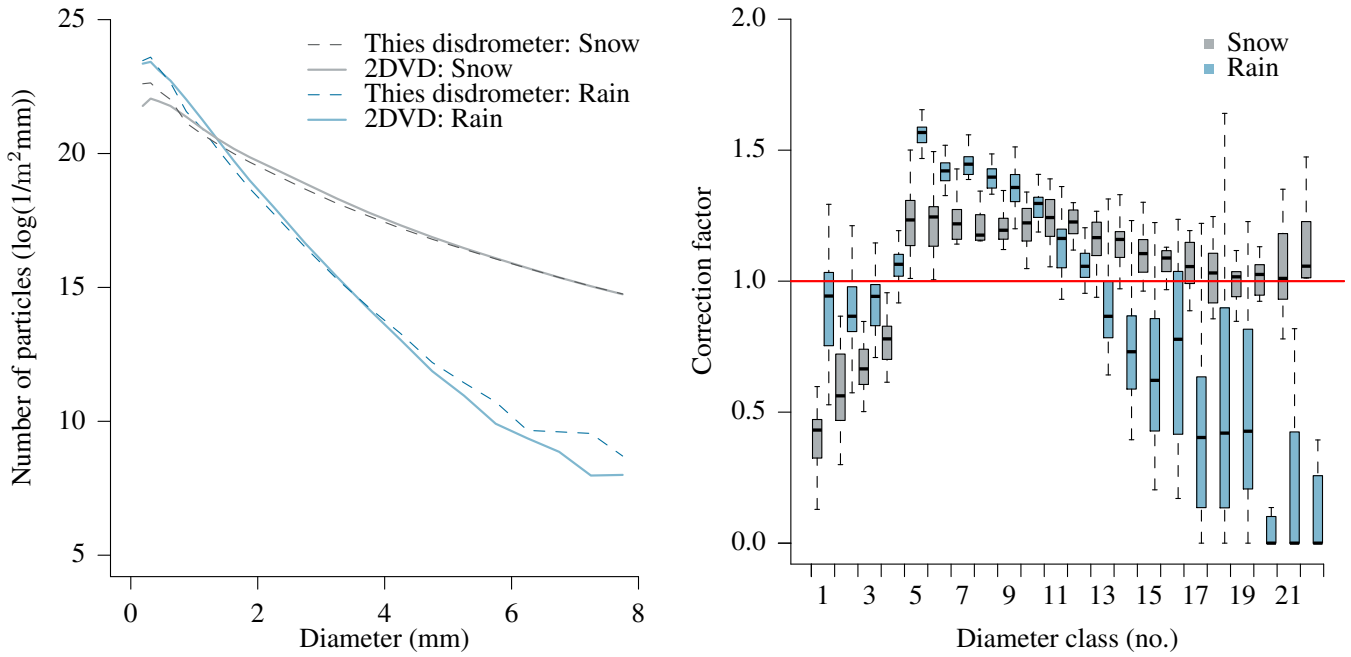 25
20
15
10
5
0
2
4
6
8
Number of particles (log(1/m²mm))
Diameter (mm)
Thies disdrometer: Snow
2DVD: Snow
Thies disdrometer: Rain
2DVD: Rain
2.0
1.5
1.0
0.5
0.0
1
3
5
7
9
11
13
15
17
19
21
Correction factor
Diameter class (no.)
Snow
Rain